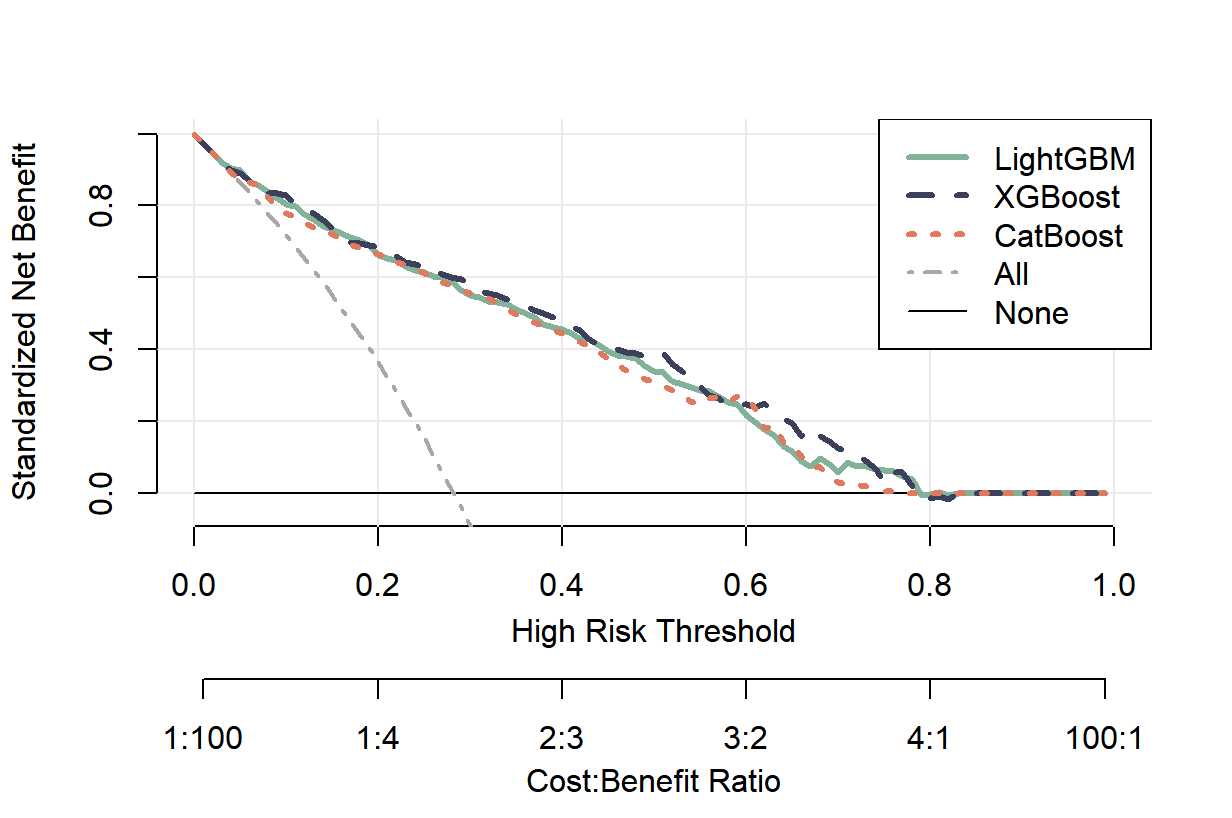 Standardized Net Benefit
0.8
0.4
0.0
LightGBM
XGBoost
CatBoost
All
None
0.0 0.2 0.4 0.6 0.8 1.0
High Risk Threshold
1:100 1:4 2:3 3:2 4:1 100:1
Cost:Benefit Ratio